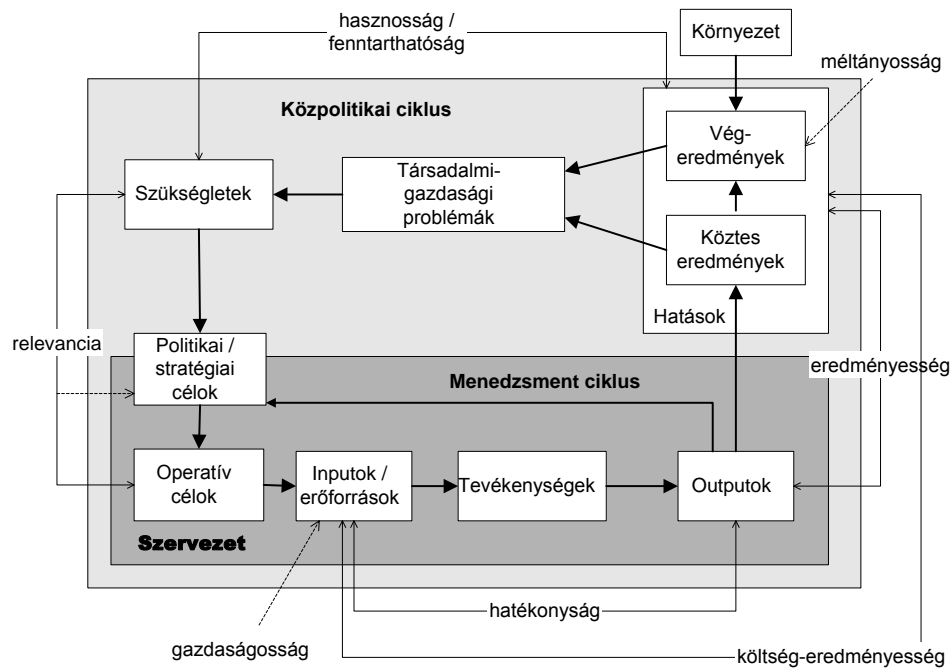 hasznosság /
fenntarthatóság
Környezet
méltányosság
Közpolitikai ciklus
Vég-
eredmények
Társadalmi-
gazdasági
problémák
Szükségletek
Köztes
eredmények
Hatások
relevancia
Politikai /
stratégiai
célok
eredményesség
Menedzsment ciklus
Operatív
célok
Inputok /
erőforrások
Tevékenységek
Outputok
Szervezet
hatékonyság
gazdaságosság
költség-eredményesség